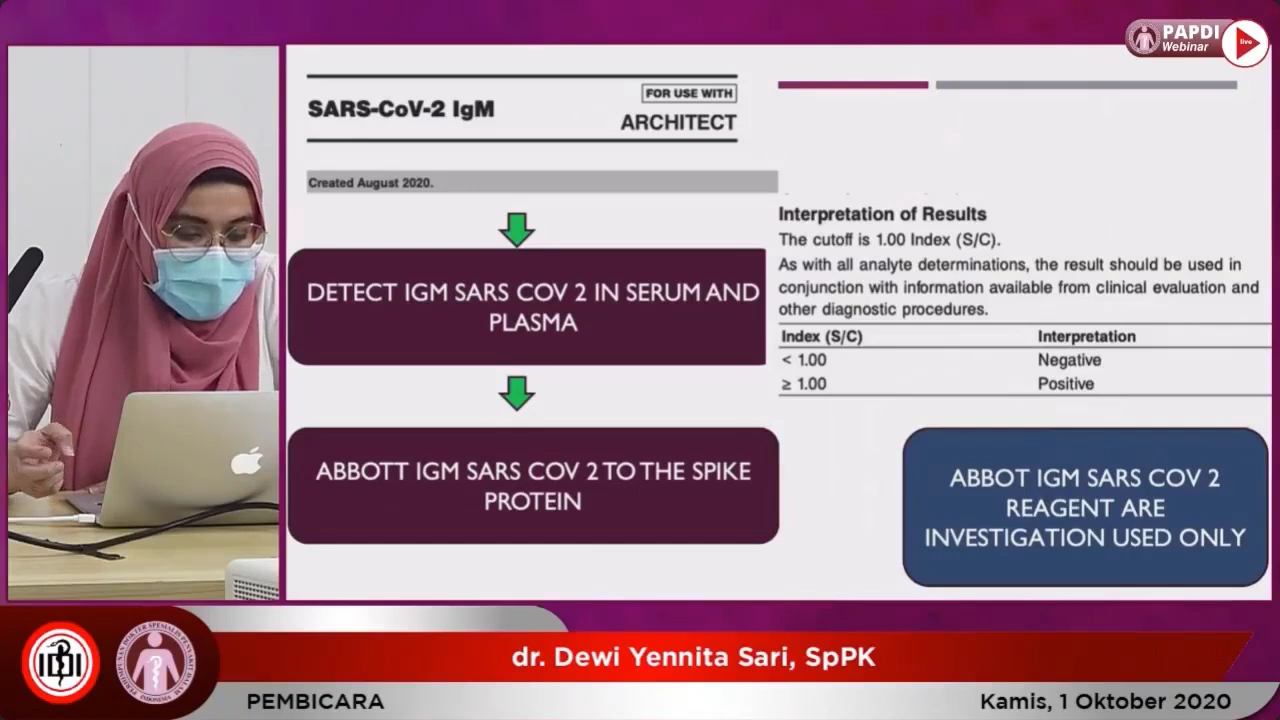 PAPDI
Webinar
live
SARS-CoV-2 IgM
FOR USE WITH
ARCHITECT
Created August 2020.
DETECT IGM SARS COV 2 IN SERUM AND
PLASMA
ABBOTT IGM SARS COV 2 TO THE SPIKE
PROTEIN
Interpretation of Results
The cutoff is 1.00 Index (S/C).
As with all analyte determinations, the result should be used in
conjunction with information available from clinical evaluation and
other diagnostic procedures.
Index (S/C) Interpretation
< 1.00 Negative
≥ 1.00 Positive
ABBOT IGM SARS COV 2
REAGENT ARE
INVESTIGATION USED ONLY
IDI
dr. Dewi Yennita Sari, SpPK
PEMBICARA
Kamis, 1 Oktober 2020